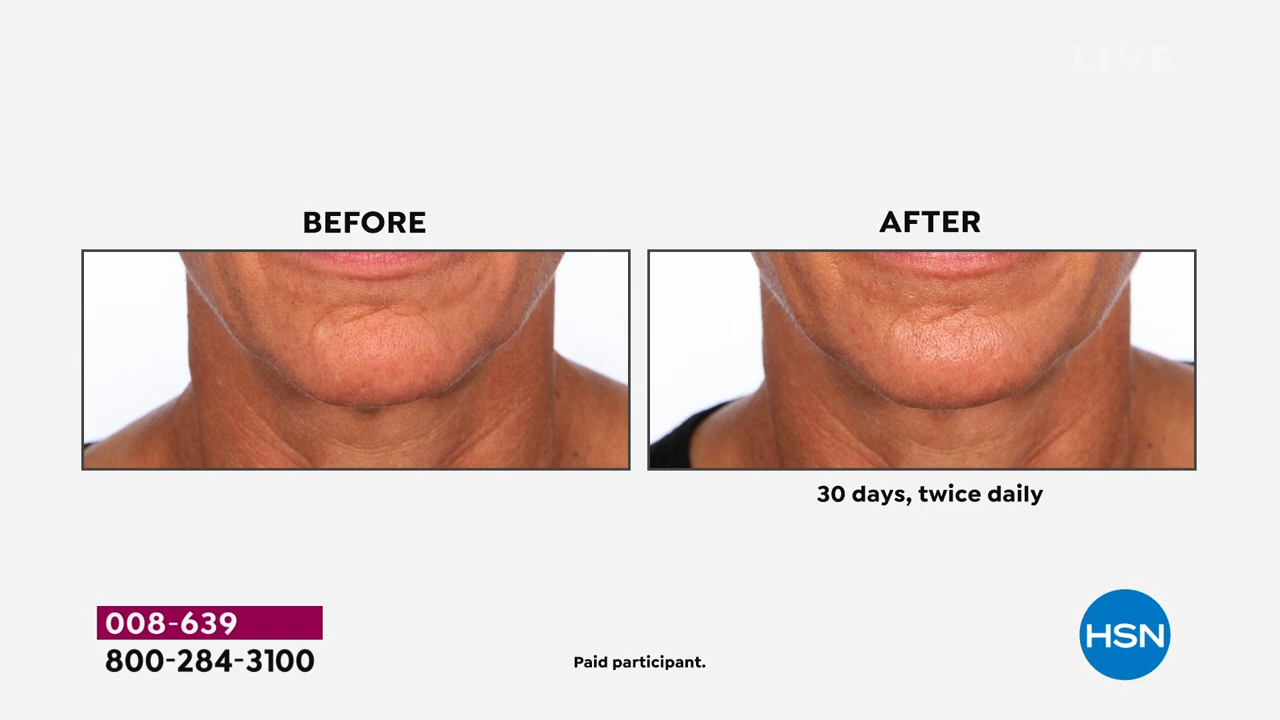 LIVE
BEFORE
AFTER
30 days, twice daily
008-639
800-284-3100
Paid participant.
HSN